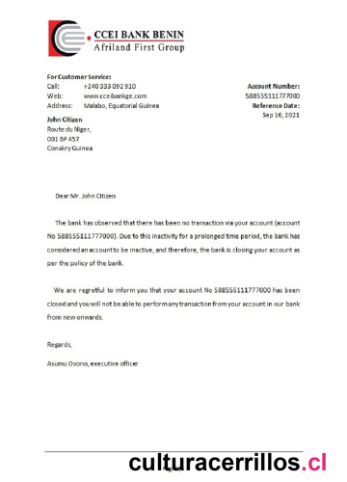 CCEI BANK BENIN
Afriland First Group
For Customer Service:
Call: +240 333 092 910
Web: www.cceibankge.com
Address: Malabo, Equatorial Guinea
Account Number:
588555111777000
Reference Date:
Sep 16, 2021
John Citizen
Route du Niger,
001 BP 457
Conakry Guinea
Dear Mr. John Citizen
The bank has observed that there has been no transaction via your account (account
No 588555111777000). Due to this inactivity for a prolonged time period, the bank has
considered an account to be inactive, and therefore, the bank is closing your account as
per the policy of the bank.
We are regretful to inform you that your account No 588555111777000 has been
closed and you will not be able to perform any transaction from your account in our bank
from new onwards.
Regards,
Asumu Ovono, executive officer
culturacerrillos.cl